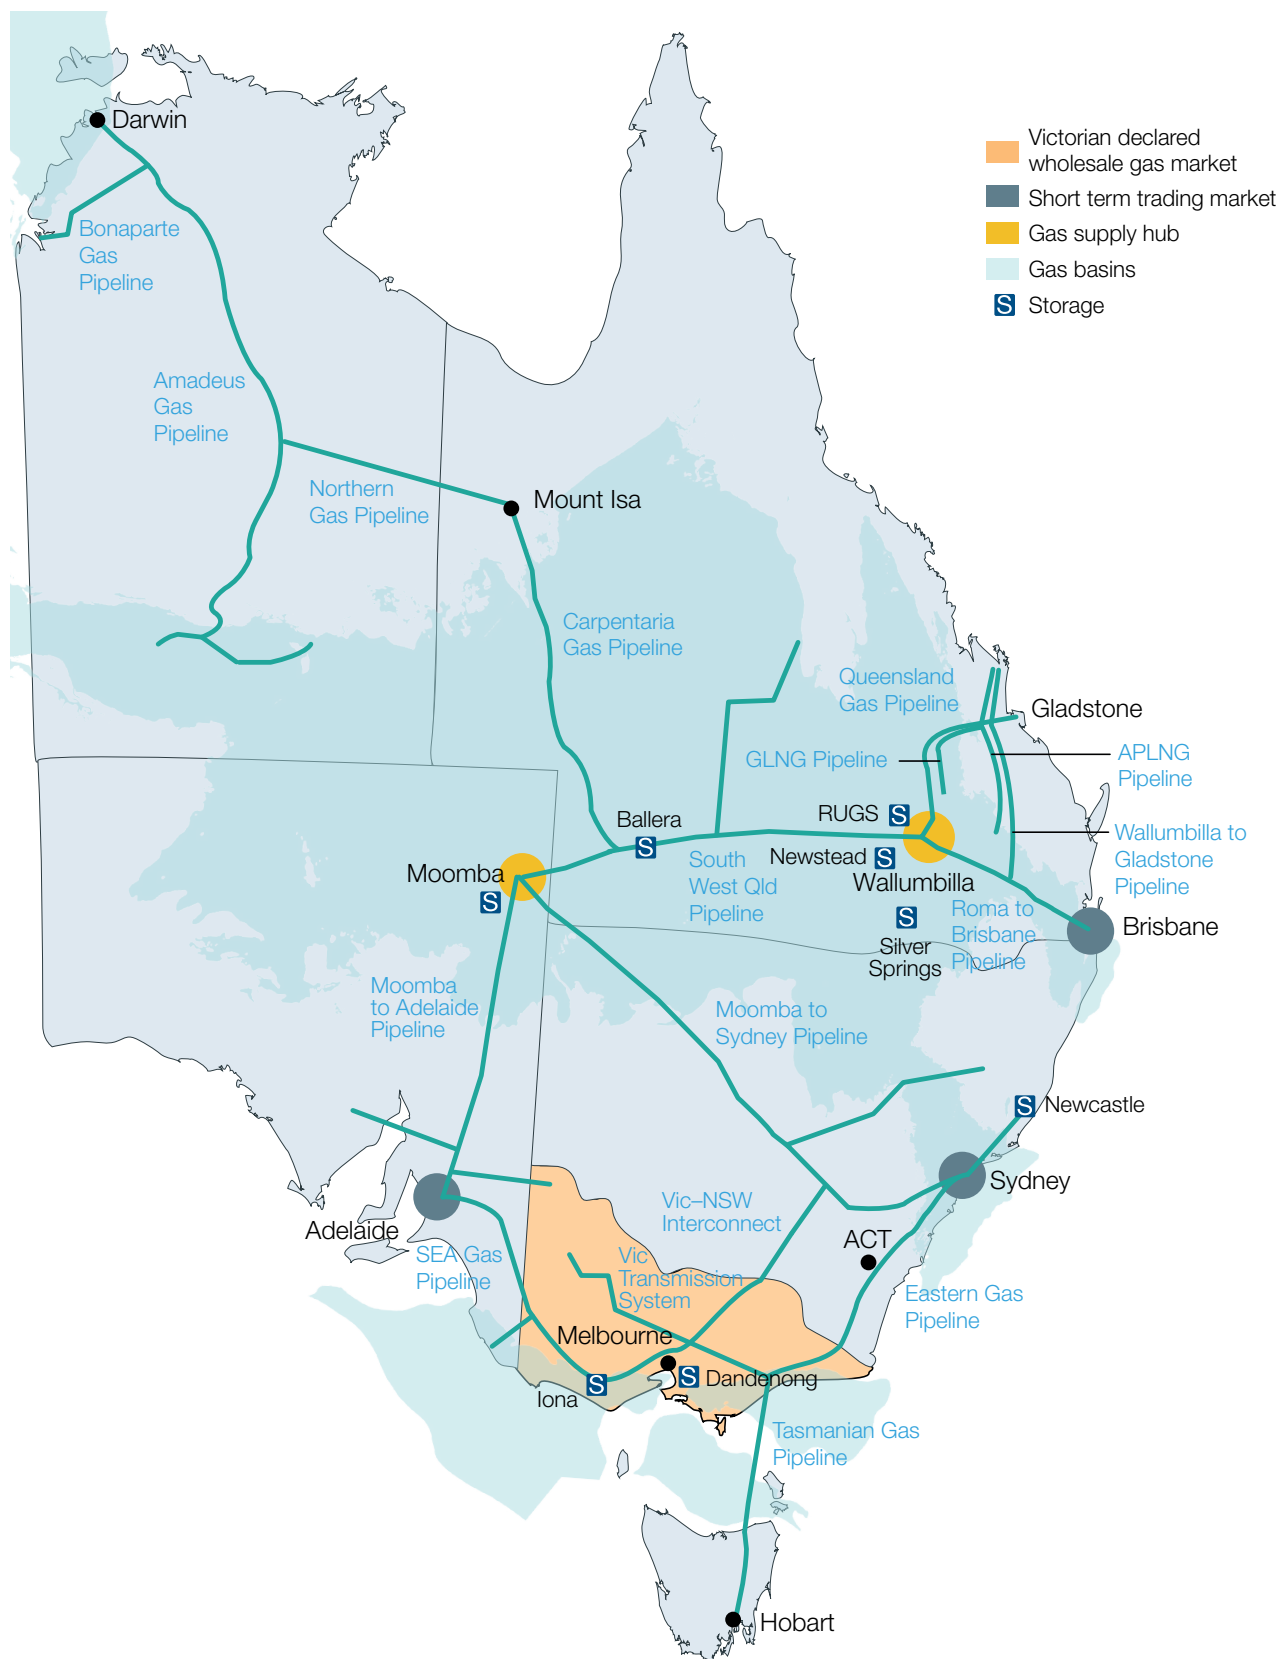 Darwin
Victorian declared
wholesale gas market
Short term trading market
Gas supply hub
Gas basins
S Storage
Bonaparte
Gas
Pipeline
Amadeus
Gas
Pipeline
Northern
Gas Pipeline
Mount Isa
Carpentaria
Gas Pipeline
Queensland
Gas Pipeline
Gladstone
GLNG Pipeline
APLNG
Pipeline
RUGS S
Ballera
S
Wallumbilla to
Gladstone
Pipeline
Newstead S
Wallumbilla
South
West Qld
Pipeline
Moomba
S
Roma to
Brisbane
Pipeline
Brisbane
S
Silver
Springs
Moomba
to Adelaide
Pipeline
Moomba to
Sydney Pipeline
S Newcastle
Sydney
Vic–NSW
Interconnect
Adelaide
ACT
SEA Gas
Pipeline
Vic
Transmission
System
Eastern Gas
Pipeline
Melbourne
S Dandenong
S
Iona
Tasmanian Gas
Pipeline
Hobart